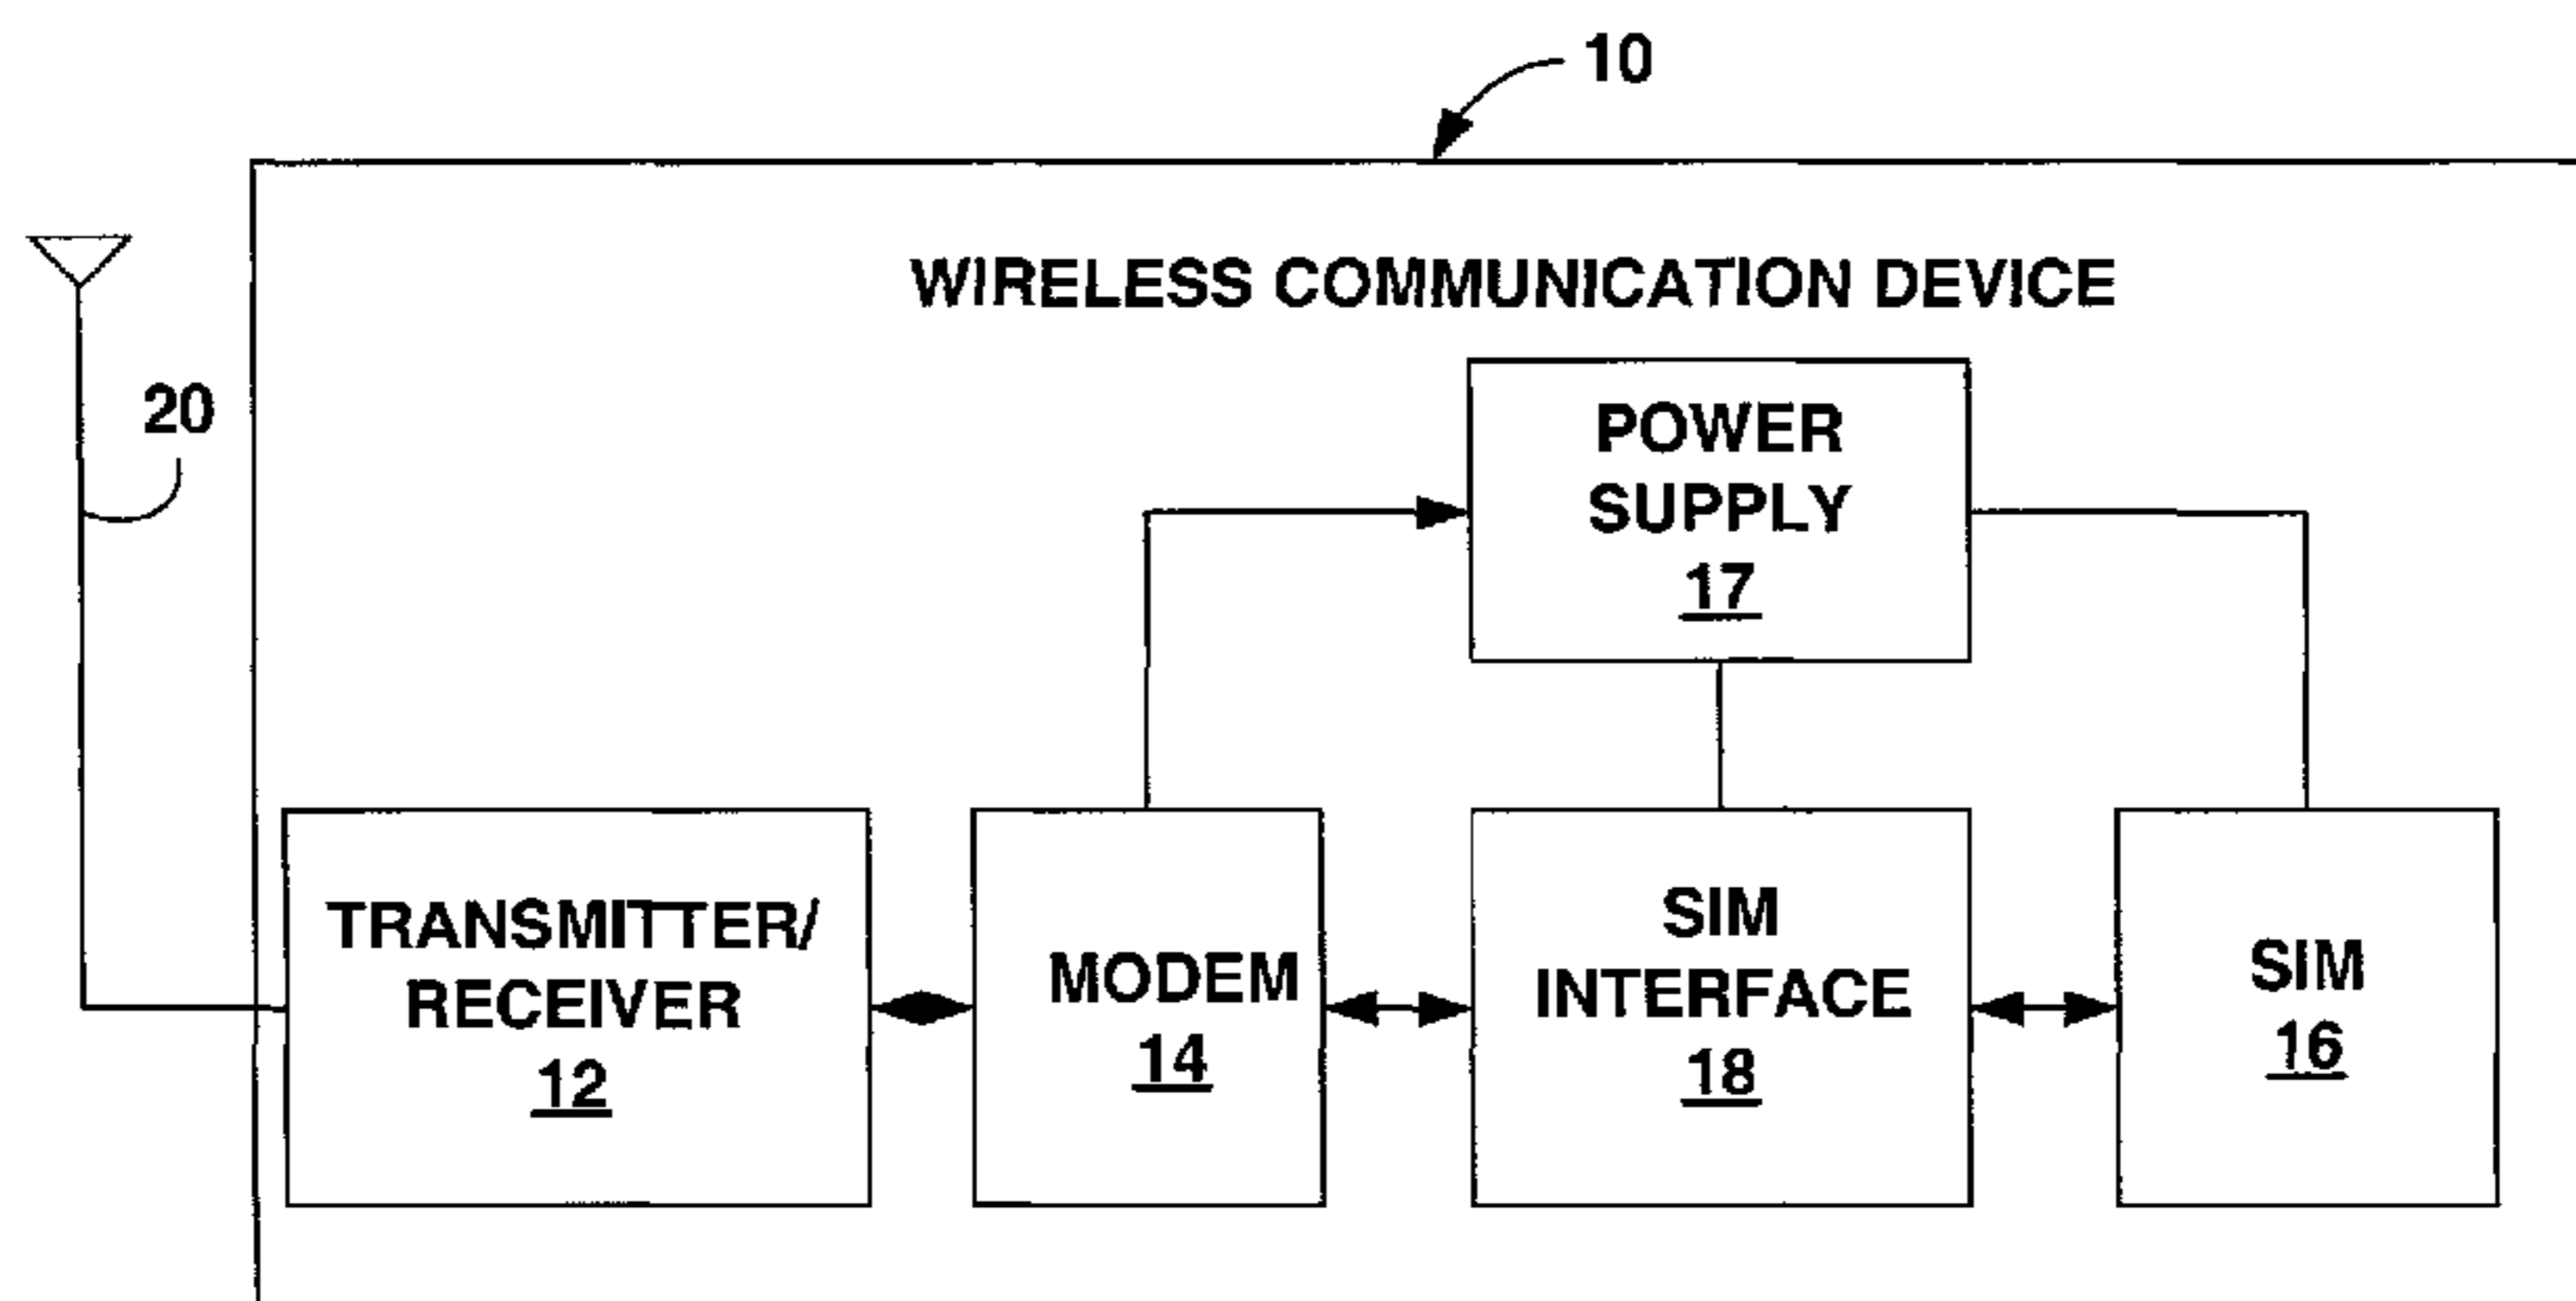 10
WIRELESS COMMUNICATION DEVICE
20
POWER
SUPPLY
17
TRANSMITTER/
RECEIVER
12
MODEM
14
SIM
INTERFACE
18
SIM
16